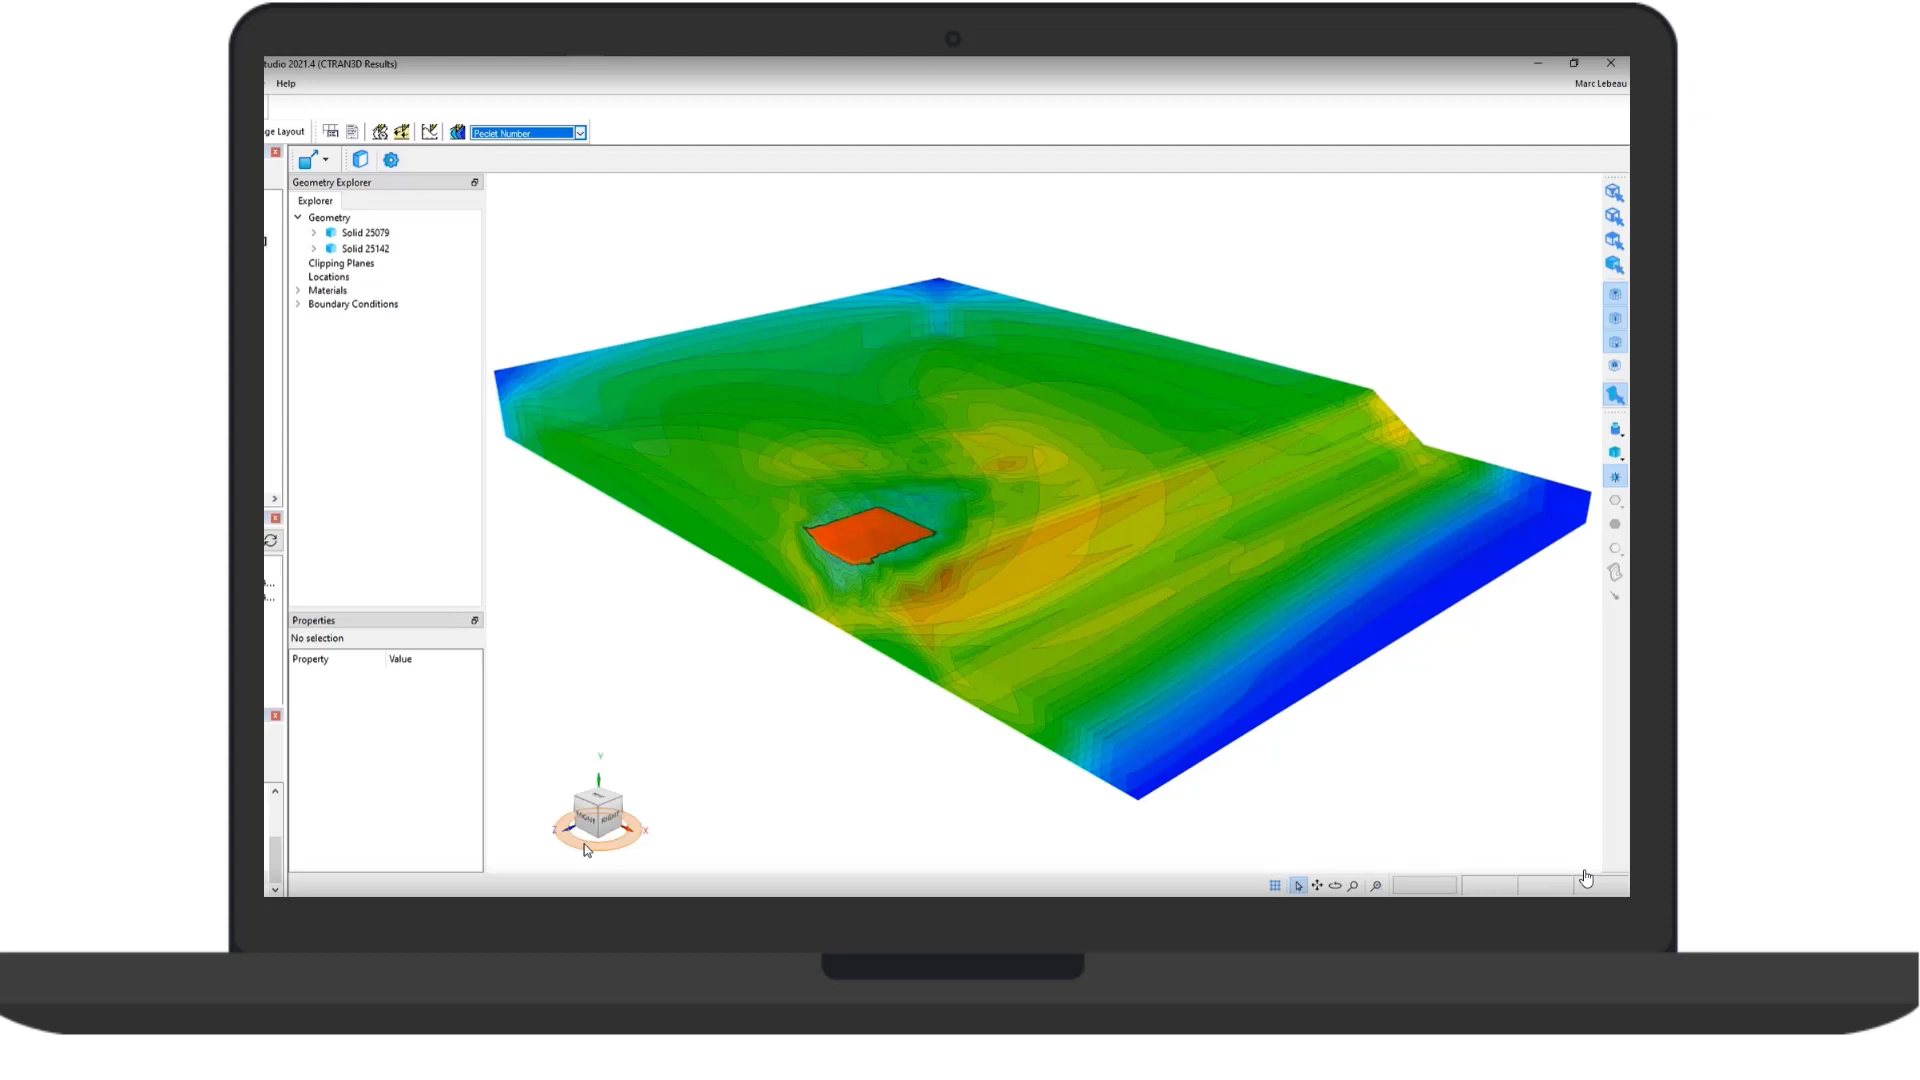 tudio 2021.4 (CTRAN3D Results)
Help
Marc Lebeau
ge Layout
Peclet Number
Geometry Explorer
Explorer
Geometry
Solid 25079
Solid 25142
Clipping Planes
Locations
Materials
Boundary Conditions
Properties
No selection
Property Value
Y
RIGHT
Z X